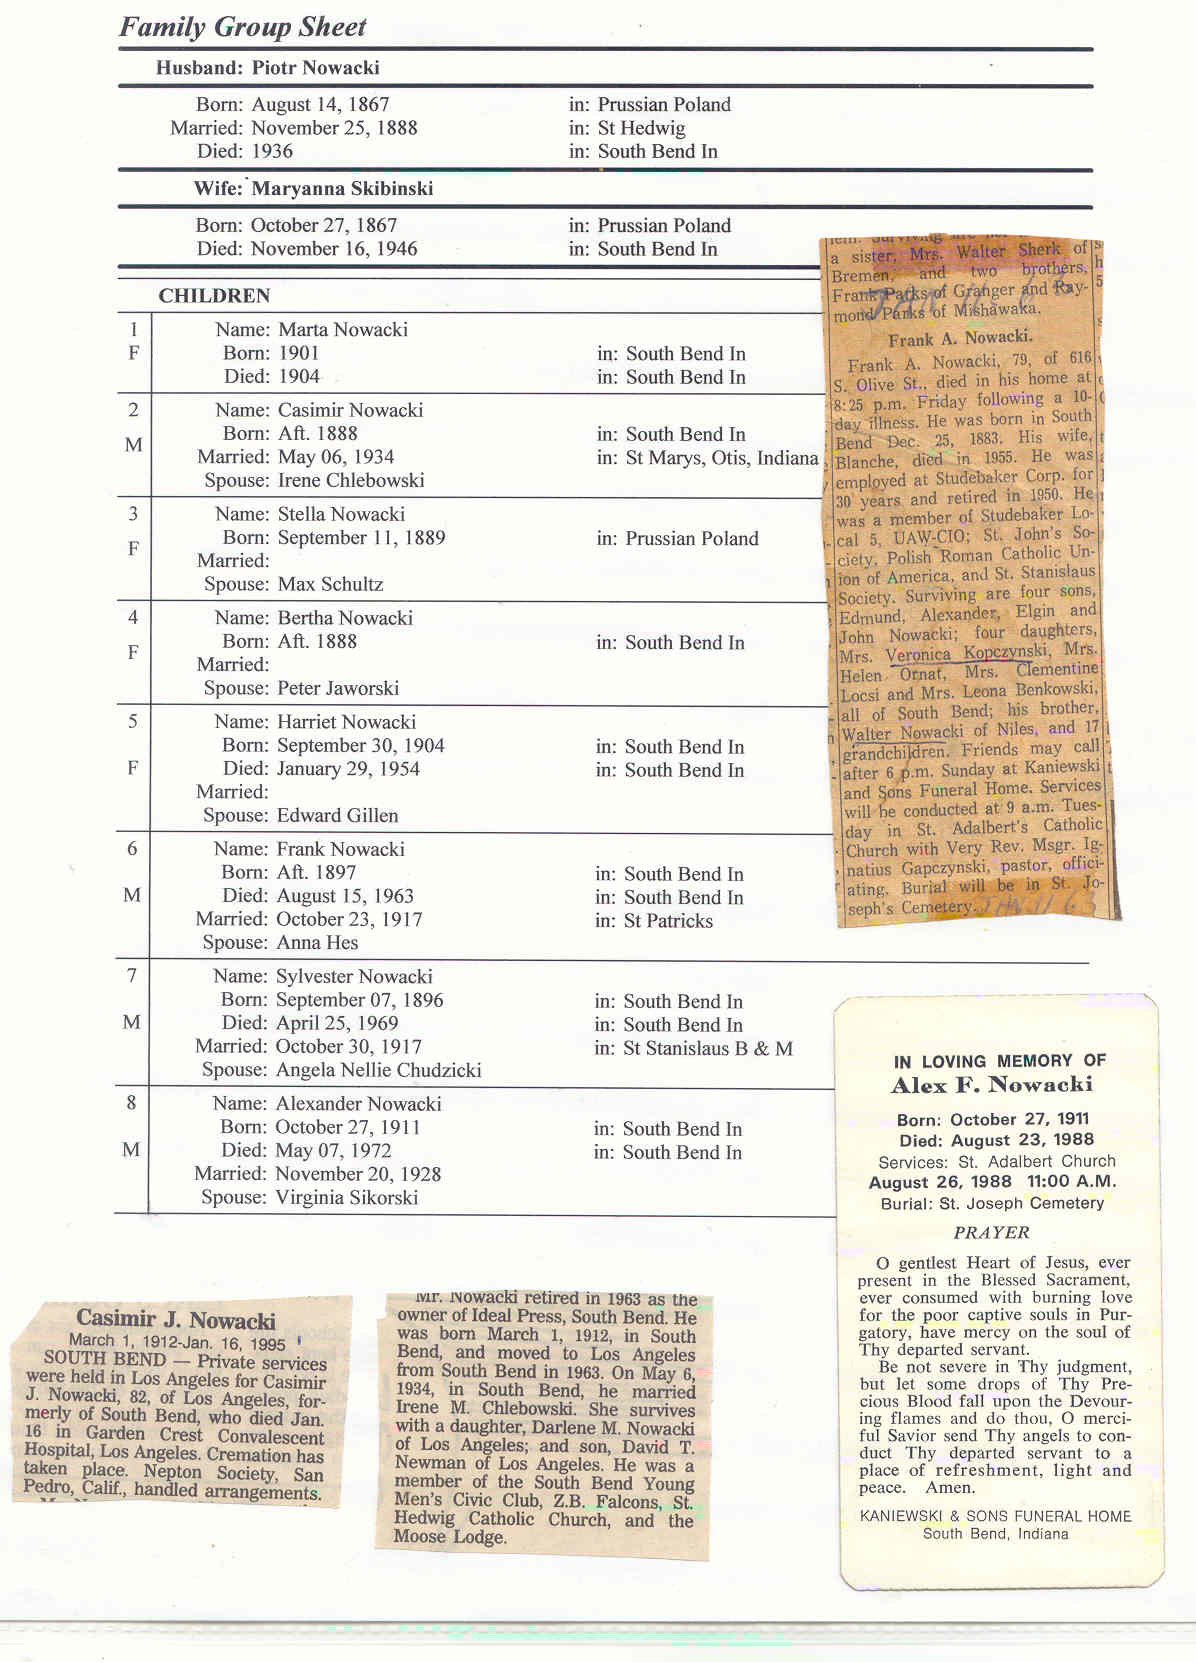 Family Group Sheet
Husband: Piotr Nowacki
Born: August 14, 1867 in: Prussian Poland
Married: November 25, 1888 in: St Hedwig
Died: 1936 in: South Bend In
Wife: Maryanna Skibinski
Born: October 27, 1867 in: Prussian Poland
Died: November 16, 1946 in: South Bend In
CHILDREN
1 Name: Marta Nowacki
F Born: 1901 in: South Bend In
Died: 1904 in: South Bend In
2 Name: Casimir Nowacki
Born: Aft. 1888 in: South Bend In
M
Married: May 06, 1934 in: St Marys, Otis, Indiana
Spouse: Irene Chlebowski
3 Name: Stella Nowacki
Born: September 11, 1889 in: Prussian Poland
F
Married:
Spouse: Max Schultz
4 Name: Bertha Nowacki
Born: Aft. 1888 in: South Bend In
F
Married:
Spouse: Peter Jaworski
5 Name: Harriet Nowacki
Born: September 30, 1904 in: South Bend In
F Died: January 29, 1954 in: South Bend In
Married:
Spouse: Edward Gillen
6 Name: Frank Nowacki
Born: Aft. 1897 in: South Bend In
M Died: August 15, 1963 in: South Bend In
Married: October 23, 1917 in: St Patricks
Spouse: Anna Hes
7 Name: Sylvester Nowacki
Born: September 07, 1896 in: South Bend In
M Died: April 25, 1969 in: South Bend In
Married: October 30, 1917 in: St Stanislaus B & M
Spouse: Angela Nellie Chudzicki
8 Name: Alexander Nowacki
Born: October 27, 1911 in: South Bend In
M Died: May 07, 1972 in: South Bend In
Married: November 20, 1928
Spouse: Virginia Sikorski
a sister, Mrs. Walter Sherk of
Bremen, and two brothers,
Frank Parks of Granger and Ray-
mond Parks of Mishawaka.
Frank A. Nowacki.
Frank A. Nowacki, 79, of 616
S. Olive St., died in his home at
8:25 p.m. Friday following a 10-
day illness. He was born in South
Bend Dec. 25, 1883. His wife,
Blanche, died in 1955. He was
employed at Studebaker Corp. for
30 years and retired in 1950. He
was a member of Studebaker Lo-
cal 5, UAW-CIO; St. John's So-
ciety, Polish Roman Catholic Un-
ion of America, and St. Stanislaus
Society. Surviving are four sons,
Edmund, Alexander, Elgin and
John Nowacki; four daughters,
Mrs. Veronica Kopczynski, Mrs.
Helen Ornat, Mrs. Clementine
Locsi and Mrs. Leona Benkowski,
all of South Bend; his brother,
Walter Nowacki of Niles, and 17
grandchildren. Friends may call
after 6 p.m. Sunday at Kaniewski
and Sons Funeral Home. Services
will be conducted at 9 a.m. Tues-
day in St. Adalbert's Catholic
Church with Very Rev. Msgr. Ig-
natius Gapczynski, pastor, offici-
ating. Burial will be in St. Jo-
seph's Cemetery. JAN 11 63
IN LOVING MEMORY OF
Alex F. Nowacki
Born: October 27, 1911
Died: August 23, 1988
Services: St. Adalbert Church
August 26, 1988 11:00 A.M.
Burial: St. Joseph Cemetery
PRAYER
O gentlest Heart of Jesus, ever
present in the Blessed Sacrament,
ever consumed with burning love
for the poor captive souls in Pur-
gatory, have mercy on the soul of
Thy departed servant.
Be not severe in Thy judgment,
but let some drops of Thy Pre-
cious Blood fall upon the Devour-
ing flames and do thou, O merci-
ful Savior send Thy angels to con-
duct Thy departed servant to a
place of refreshment, light and
peace. Amen.
KANIEWSKI & SONS FUNERAL HOME
South Bend, Indiana
Casimir J. Nowacki
March 1, 1912-Jan. 16, 1995
SOUTH BEND — Private services
were held in Los Angeles for Casimir
J. Nowacki, 82, of Los Angeles, for-
merly of South Bend, who died Jan.
16 in Garden Crest Convalescent
Hospital, Los Angeles. Cremation has
taken place. Nepton Society, San
Pedro, Calif., handled arrangements.
Mr. Nowacki retired in 1963 as the
owner of Ideal Press, South Bend. He
was born March 1, 1912, in South
Bend, and moved to Los Angeles
from South Bend in 1963. On May 6,
1934, in South Bend, he married
Irene M. Chlebowski. She survives
with a daughter, Darlene M. Nowacki
of Los Angeles; and son, David T.
Newman of Los Angeles. He was a
member of the South Bend Young
Men's Civic Club, Z.B. Falcons, St.
Hedwig Catholic Church, and the
Moose Lodge.